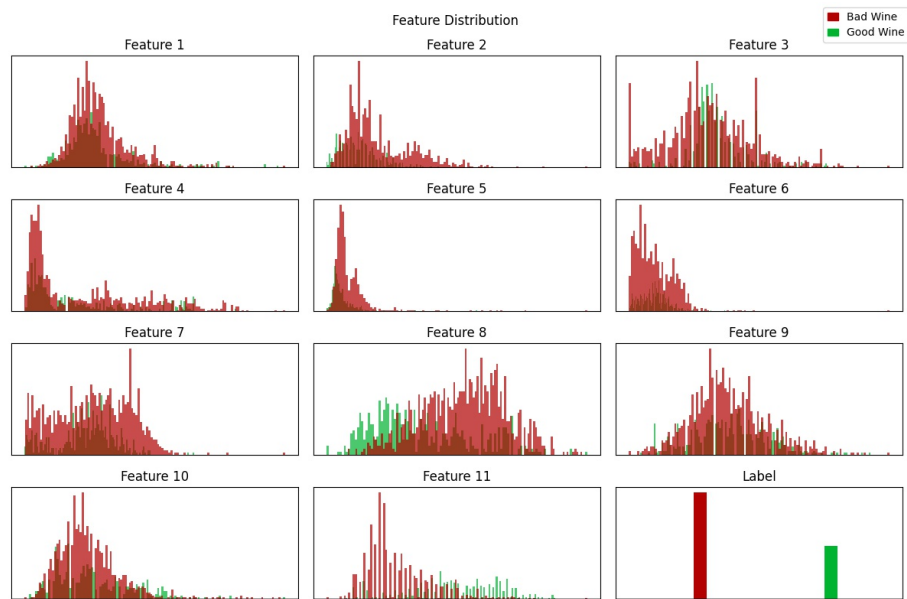 Feature Distribution
Bad Wine
Good Wine
Feature 1
Feature 2
Feature 3
Feature 4
Feature 5
Feature 6
Feature 7
Feature 8
Feature 9
Feature 10
Feature 11
Label